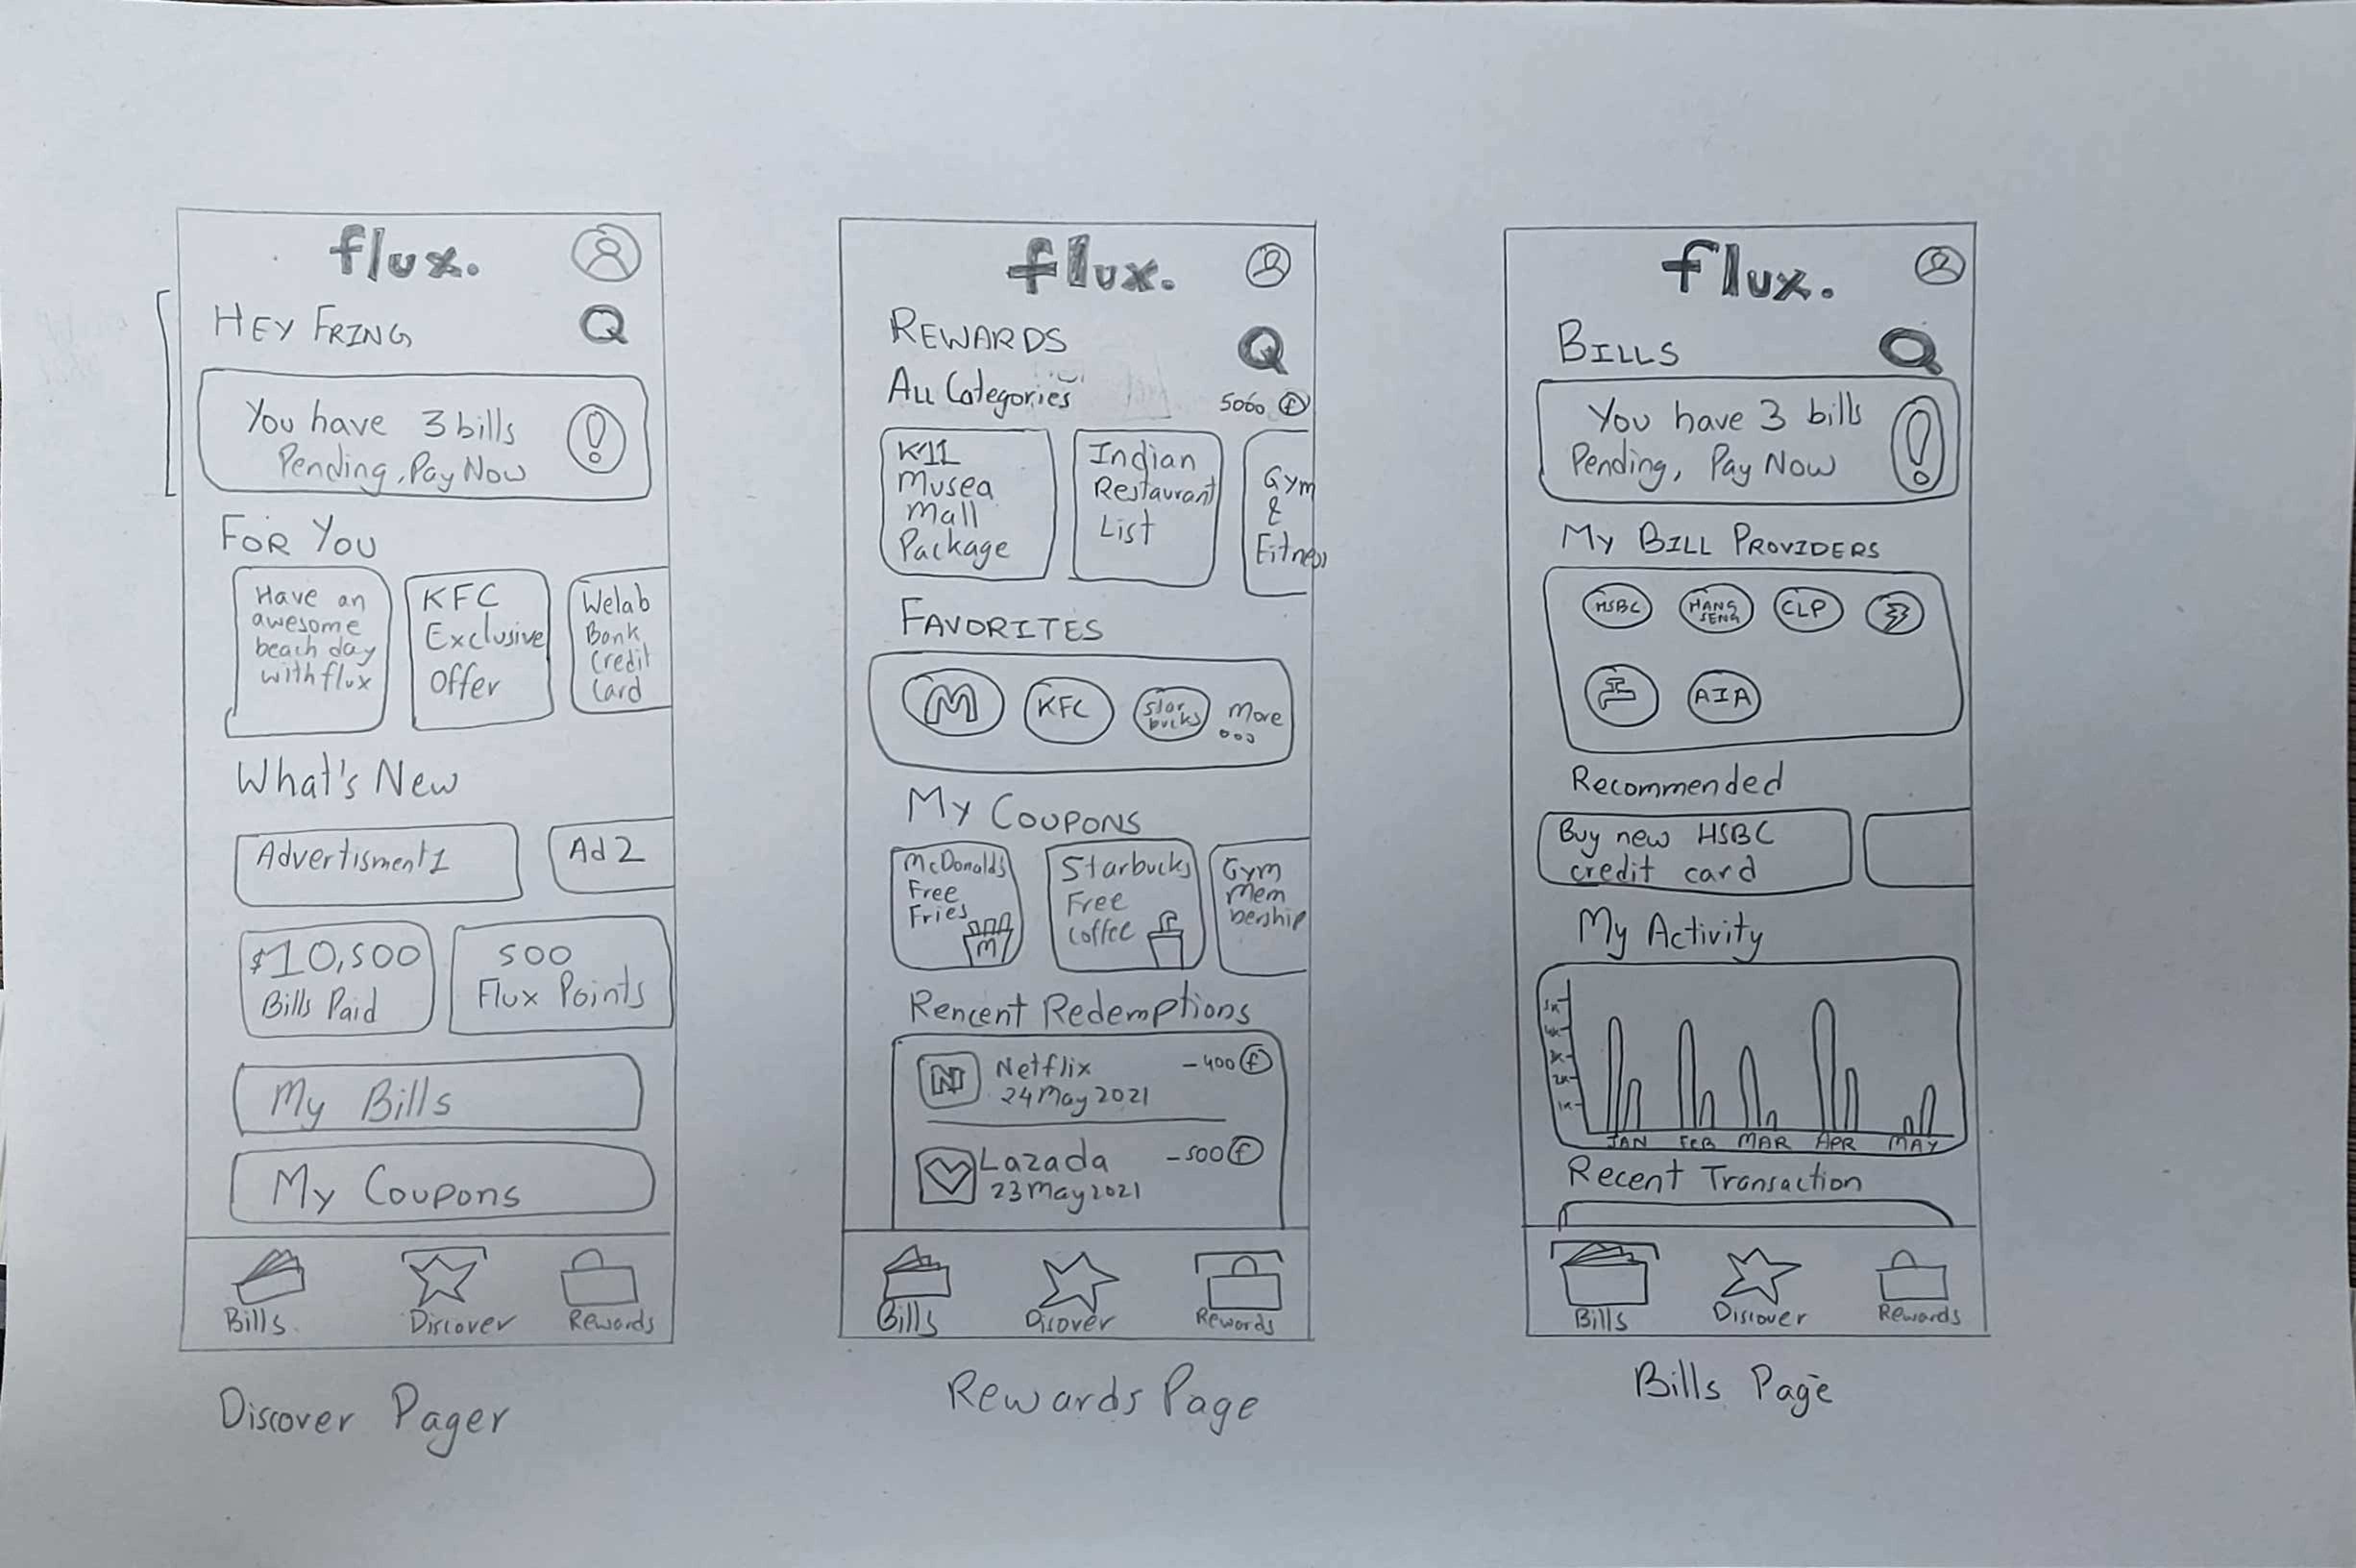 flux.
HEY FRING
You have 3 bills
Pending, Pay Now
FOR YOU
Have an
awesome
beach day
with flux
KFC
Exclusive
Offer
Welab
Bank
Credit
Card
What's New
Advertisment 1
Ad 2
$10,500
Bills Paid
500
Flux Points
My Bills
My Coupons
Bills
Discover
Rewards
Discover Pager
flux.
REWARDS
All Categories
5060 f
K11
Musea
Mall
Package
Indian
Restaurant
List
Gym
&
Fitness
FAVORITES
M
KFC
Star
bucks
More
MY COUPONS
McDonalds
Free
Fries
M
Starbucks
Free
Coffee
Gym
Mem
bership
Rencent Redemptions
N
Netflix
-400 f
24 May 2021
Lazada
-500 f
23 May 2021
Bills
Discover
Rewards
Rewards Page
flux.
BILLS
You have 3 bills
Pending, Pay Now
MY BILL PROVIDERS
HSBC
HANG
SENG
CLP
AIA
Recommended
Buy new HSBC
credit card
My Activity
5K
4K
3K
2K
1K
JAN FEB MAR APR MAY
Recent Transaction
Bills
Discover
Rewards
Bills Page